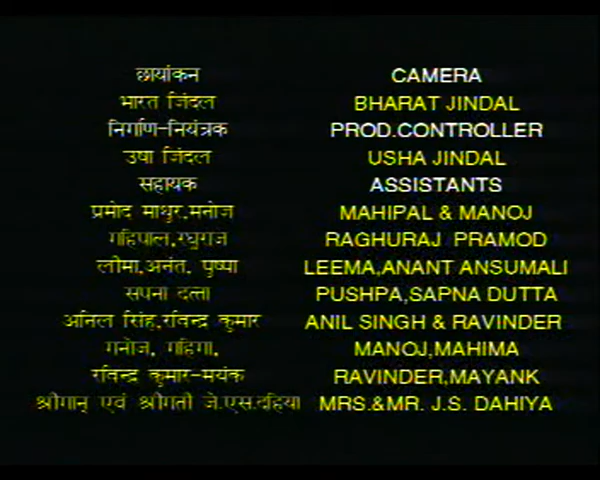 छायांकन CAMERA
भारत जिंदल BHARAT JINDAL
निर्माण-नियंत्रक PROD.CONTROLLER
उषा जिंदल USHA JINDAL
सहायक ASSISTANTS
प्रमोद माथुर,मनोज MAHIPAL & MANOJ
महिपाल,रघुराज RAGHURAJ PRAMOD
लीमा,अनंत, पुष्पा LEEMA,ANANT ANSUMALI
सपना दत्ता PUSHPA,SAPNA DUTTA
अनिल सिंह,रविन्द्र कुमार ANIL SINGH & RAVINDER
मनोज, महिमा, MANOJ,MAHIMA
रविन्द्र कुमार-मयंक RAVINDER,MAYANK
श्रीमान् एवं श्रीमती जे.एस.दहिया MRS.&MR. J.S. DAHIYA